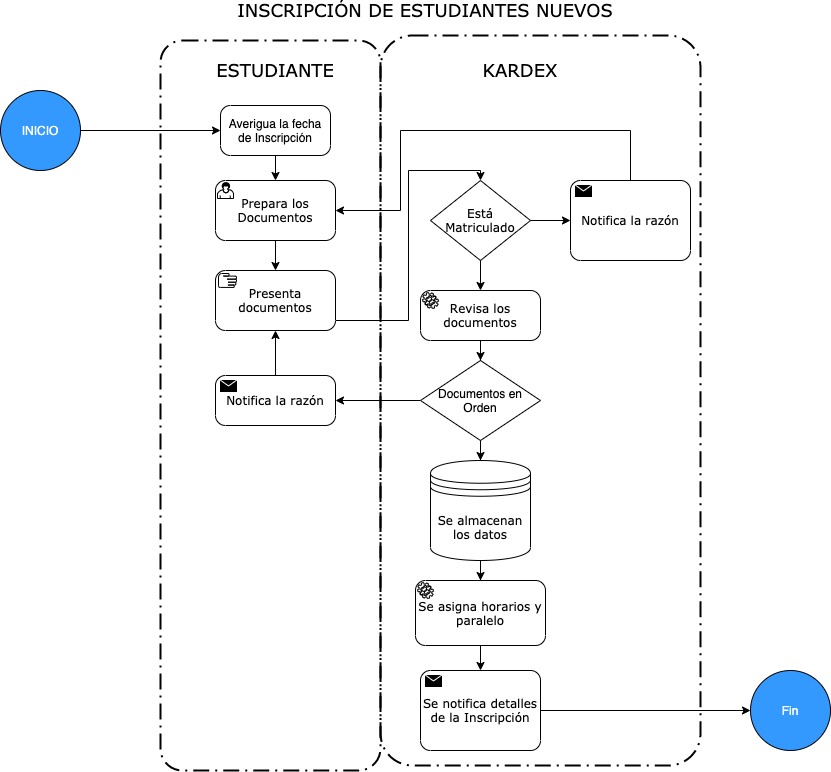 INSCRIPCIÓN DE ESTUDIANTES NUEVOS
ESTUDIANTE
KARDEX
INICIO
Averigua la fecha
de Inscripción
Prepara los
Documentos
Está
Matriculado
Notifica la razón
Presenta
documentos
Revisa los
documentos
Notifica la razón
Documentos en
Orden
Se almacenan
los datos
Se asigna horarios y
paralelo
Se notifica detalles
de la Inscripción
Fin